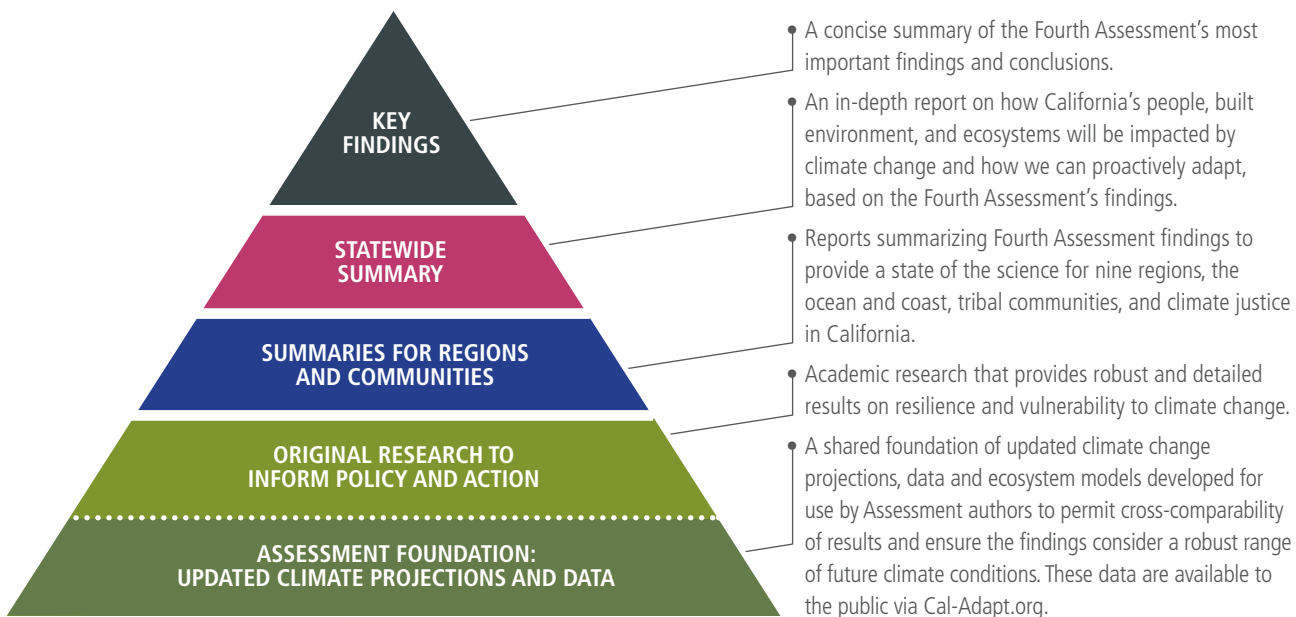 KEY
FINDINGS
A concise summary of the Fourth Assessment’s most
important findings and conclusions.
STATEWIDE
SUMMARY
An in-depth report on how California’s people, built
environment, and ecosystems will be impacted by
climate change and how we can proactively adapt,
based on the Fourth Assessment’s findings.
SUMMARIES FOR REGIONS
AND COMMUNITIES
Reports summarizing Fourth Assessment findings to
provide a state of the science for nine regions, the
ocean and coast, tribal communities, and climate justice
in California.
ORIGINAL RESEARCH TO
INFORM POLICY AND ACTION
Academic research that provides robust and detailed
results on resilience and vulnerability to climate change.
ASSESSMENT FOUNDATION:
UPDATED CLIMATE PROJECTIONS AND DATA
A shared foundation of updated climate change
projections, data and ecosystem models developed for
use by Assessment authors to permit cross-comparability
of results and ensure the findings consider a robust range
of future climate conditions. These data are available to
the public via Cal-Adapt.org.